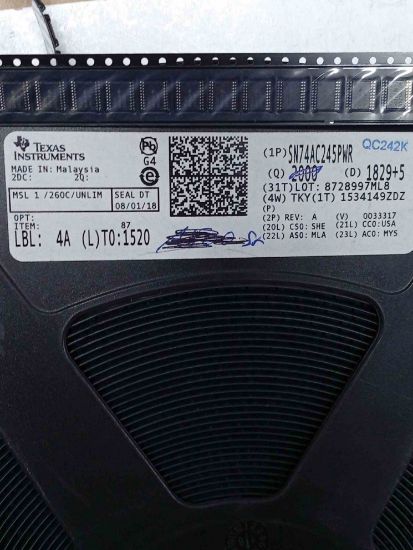 TEXAS
INSTRUMENTS
MADE IN: Malaysia
2DC: 2Q:
MSL 1 /260C/UNLIM SEAL DT
08/01/18
OPT:
ITEM: 87
LBL: 4A (L)TO:1520
Pb
G4
e
(1P) SN74AC245PWR
QC242K
(Q) 2000 (D) 1829+5
(31T)LOT: 8728997ML8
(4W) TKY(1T) 1534149ZDZ
(P)
(2P) REV: A (V) 0033317
(20L) CSO: SHE (21L) CCO:USA
(22L) ASO: MLA (23L) ACO: MYS